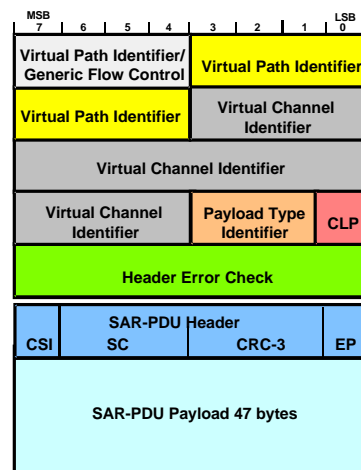 MSB LSB
7 6 5 4 3 2 1 0
Virtual Path Identifier/
Generic Flow Control
Virtual Path Identifier
Virtual Path Identifier
Virtual Channel
Identifier
Virtual Channel Identifier
Virtual Channel
Identifier
Payload Type
Identifier
CLP
Header Error Check
SAR-PDU Header
CSI SC CRC-3 EP
SAR-PDU Payload 47 bytes